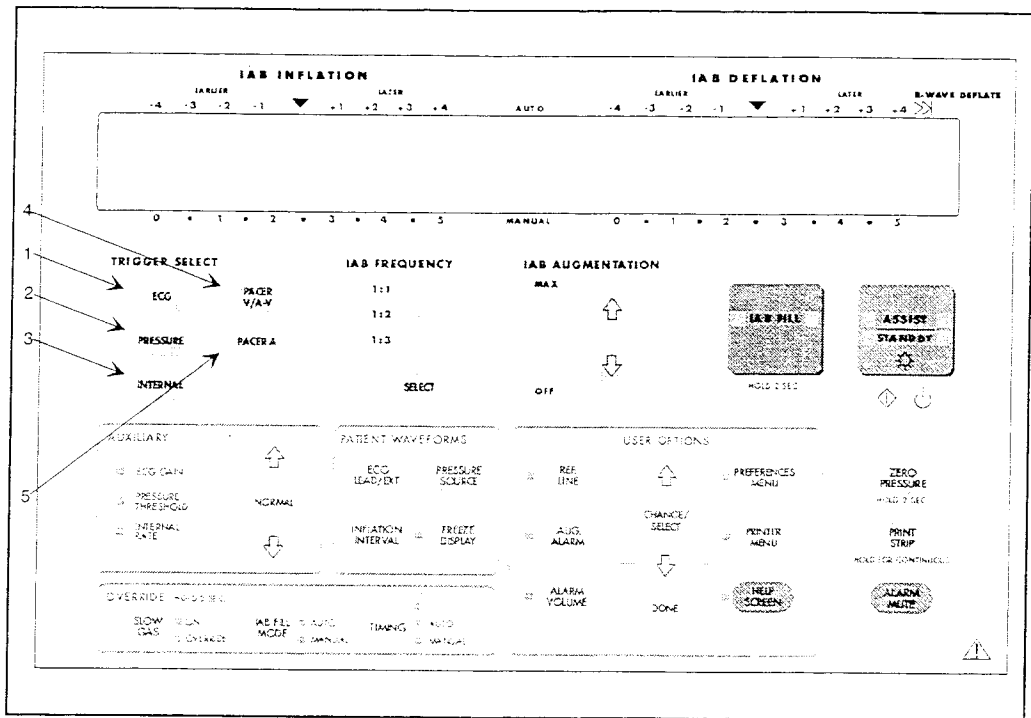 IAB INFLATION
IAB DEFLATION
EARLIER LATER
EARLIER LATER R-WAVE DEFLATE
-4 -3 -2 -1 +1 +2 +3 +4 AUTO -4 -3 -2 -1 +1 +2 +3 +4
0 • 1 • 2 • 3 • 4 • 5 MANUAL 0 • 1 • 2 • 3 • 4 • 5
4
1
2
3
5
TRIGGER SELECT
ECG
PACER
V/A-V
PRESSURE
PACER A
INTERNAL
IAB FREQUENCY
1:1
1:2
1:3
SELECT
IAB AUGMENTATION
MAX
OFF
IAB FILL
HOLD 2 SEC
ASSIST
STANDBY
AUXILIARY
ECG GAIN
PRESSURE
THRESHOLD
INTERNAL
RATE
NORMAL
PATIENT WAVEFORMS
ECG
LEAD/EXT
PRESSURE
SOURCE
INFLATION
INTERVAL
FREEZE
DISPLAY
USER OPTIONS
REF.
LINE
AUG.
ALARM
ALARM
VOLUME
CHANGE/
SELECT
DONE
PREFERENCES
MENU
PRINTER
MENU
HELP
SCREEN
ZERO
PRESSURE
HOLD 2 SEC
PRINT
STRIP
HOLD FOR CONTINUOUS
ALARM
MUTE
OVERRIDE
SLOW
GAS
ON
OVERRIDE
IAB FILL
MODE
AUTO
MANUAL
TIMING
AUTO
MANUAL